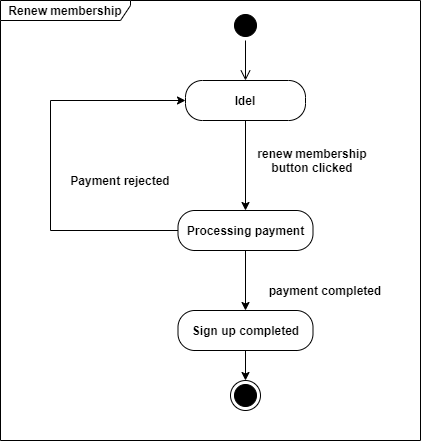 Renew membership
Idel
renew membership
button clicked
Payment rejected
Processing payment
payment completed
Sign up completed